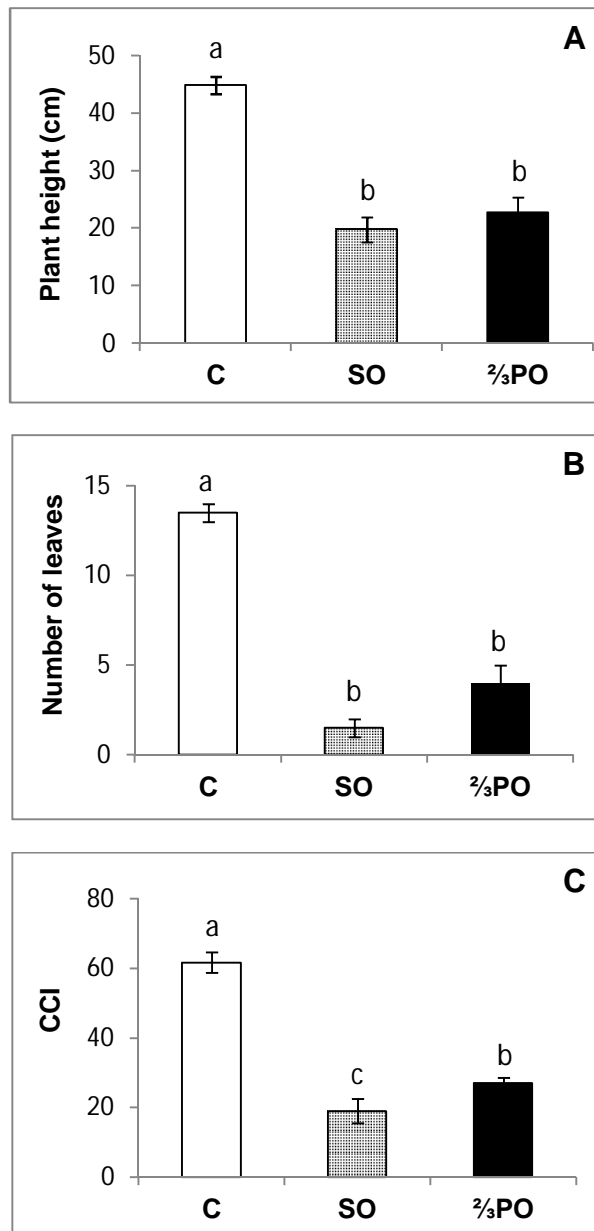 A
Plant height (cm)
50
40
30
20
10
0
a
b
b
C SO ⅔PO
B
Number of leaves
15
10
5
0
a
b
b
C SO ⅔PO
C
CCI
80
60
40
20
0
a
c
b
C SO ⅔PO